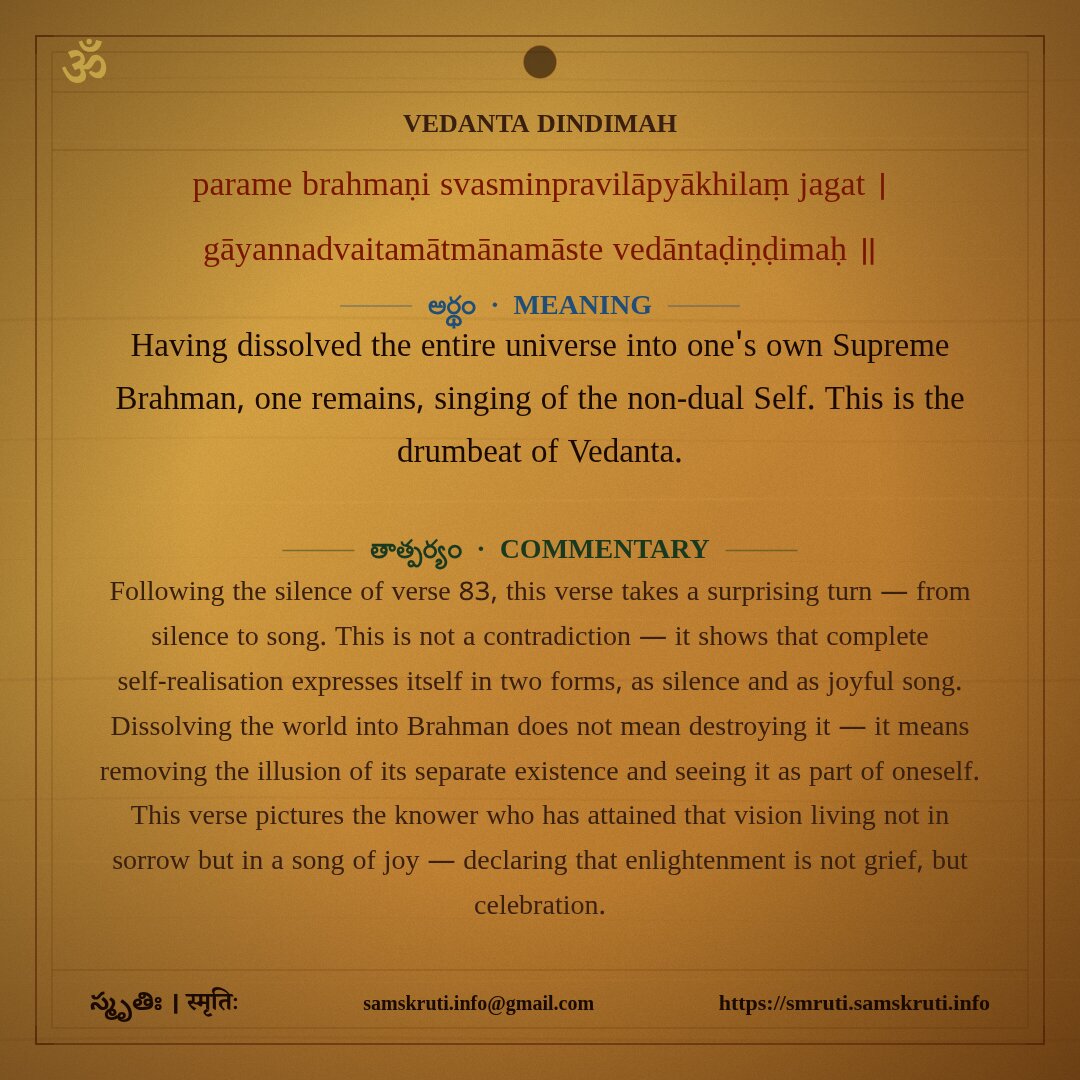 ॐ
VEDANTA DINDIMAH
parame brahmaṇi svasminpravilāpyākhilaṃ jagat |
gāyannadvaitamātmānamāste vedāntaḍiṇḍimaḥ ||
అర్థం · MEANING
Having dissolved the entire universe into one's own Supreme
Brahman, one remains, singing of the non-dual Self. This is the
drumbeat of Vedanta.
తాత్పర్యం · COMMENTARY
Following the silence of verse 83, this verse takes a surprising turn — from
silence to song. This is not a contradiction — it shows that complete
self-realisation expresses itself in two forms, as silence and as joyful song.
Dissolving the world into Brahman does not mean destroying it — it means
removing the illusion of its separate existence and seeing it as part of oneself.
This verse pictures the knower who has attained that vision living not in
sorrow but in a song of joy — declaring that enlightenment is not grief, but
celebration.
స్మృతిః | स्मृतिः samskruti.info@gmail.com https://smruti.samskruti.info